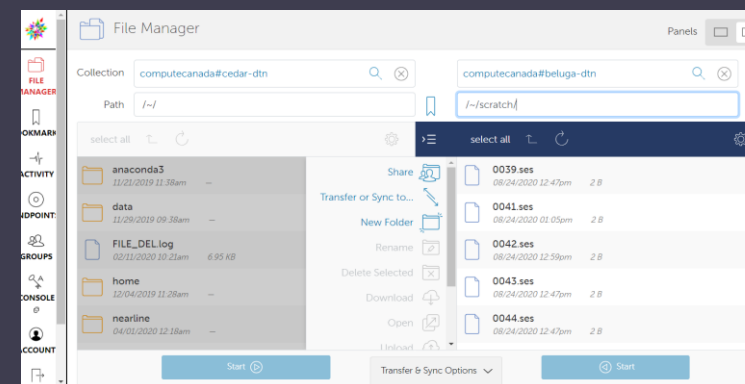 File Manager
Panels
Collection
computecanada#cedar-dtn
computecanada#beluga-dtn
Path
/~/
/~/scratch/
select all
select all
FILE
MANAGER
OOKMARK
ACTIVITY
NDPOINT
GROUPS
CONSOLE
ACCOUNT
anaconda3
11/21/2019 11:38am —
data
11/29/2019 09:38am —
FILE_DEL.log
02/11/2020 10:21am 6.95 KB
home
12/04/2019 11:28am —
nearline
04/01/2020 12:18am —
Share
Transfer or Sync to...
New Folder
Rename
Delete Selected
Download
Open
Upload
0039.ses
08/24/2020 12:47pm 2 B
0041.ses
08/24/2020 01:05pm 2 B
0042.ses
08/24/2020 12:59pm 2 B
0043.ses
08/24/2020 12:47pm 2 B
0044.ses
08/24/2020 12:47pm 2 B
Start
Transfer & Sync Options
Start